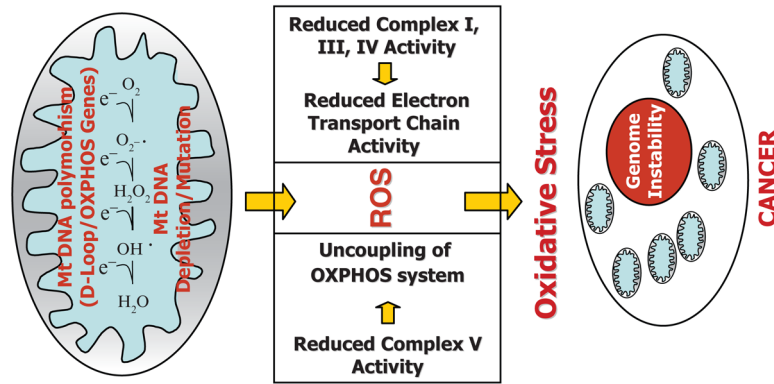 Mt DNA polymorhism
(D-Loop/OXPHOS Genes)
O2
e-
O2-·
e-
H2O2
e-
OH·
e-
H2O
Mt DNA
Depletion/Mutation
Reduced Complex I,
III, IV Activity
Reduced Electron
Transport Chain
Activity
ROS
Uncoupling of
OXPHOS system
Reduced Complex V
Activity
Oxidative Stress
Genome
Instability
CANCER